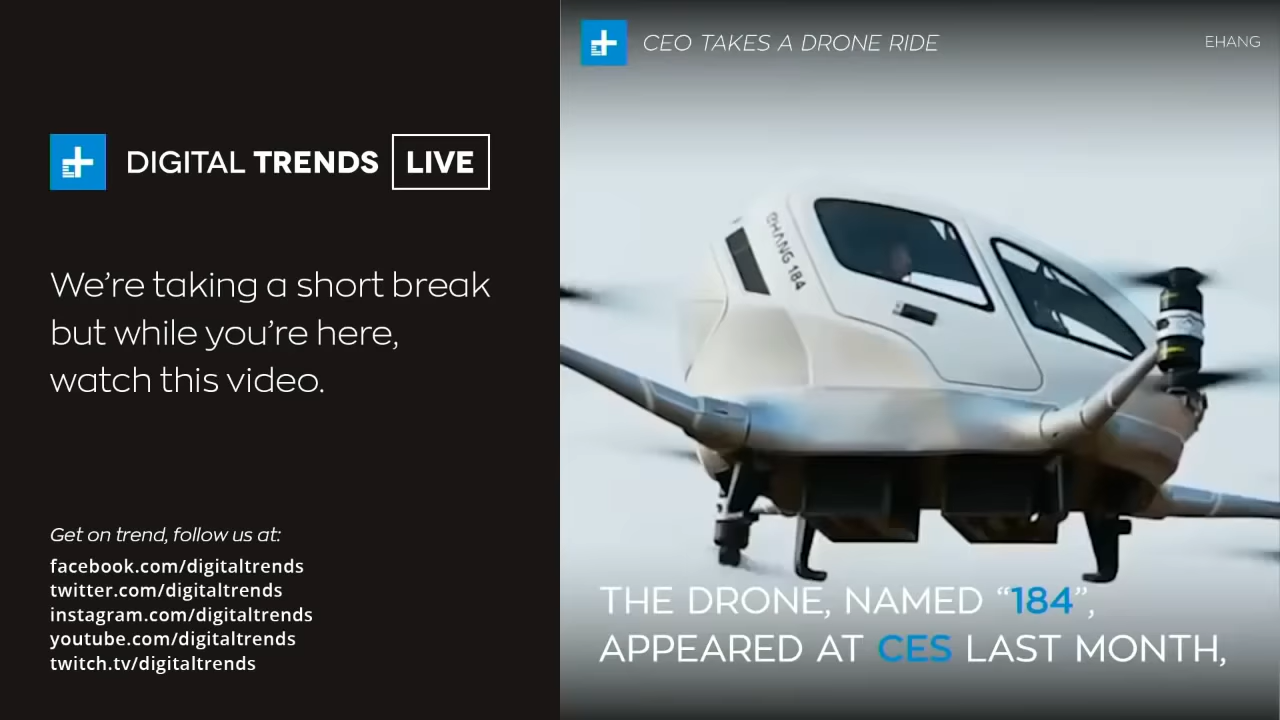 DIGITAL TRENDS LIVE
We’re taking a short break
but while you’re here,
watch this video.
Get on trend, follow us at:
facebook.com/digitaltrends
twitter.com/digitaltrends
instagram.com/digitaltrends
youtube.com/digitaltrends
twitch.tv/digitaltrends
CEO TAKES A DRONE RIDE
EHANG
EHANG 184
THE DRONE, NAMED “184”,
APPEARED AT CES LAST MONTH,